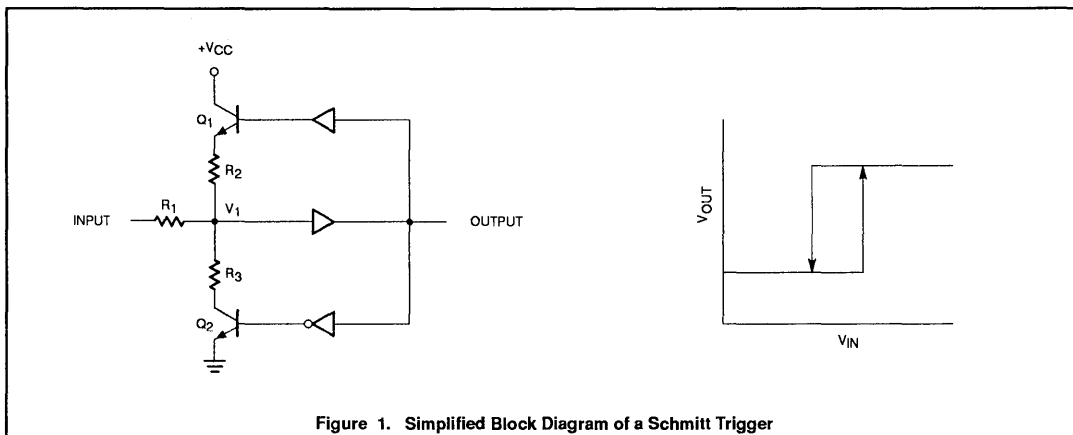 +VCC
Q1
R2
R1
INPUT
V1
OUTPUT
R3
Q2
VOUT
VIN
Figure 1. Simplified Block Diagram of a Schmitt Trigger